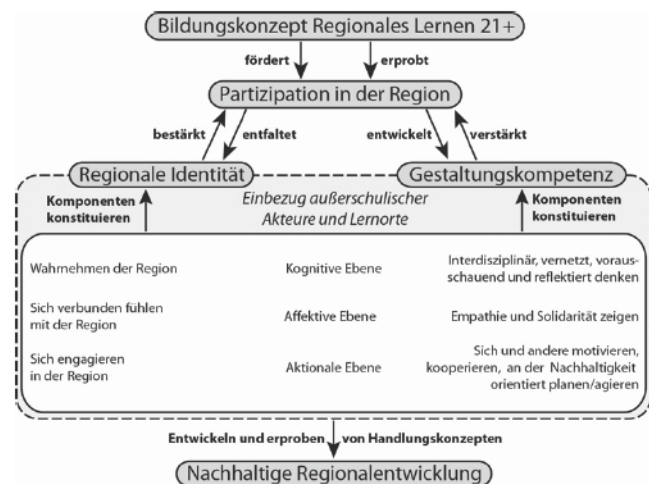 Bildungskonzept Regionales Lernen 21+
fördert
erprobt
Partizipation in der Region
bestärkt
entfaltet
entwickelt
verstärkt
Regionale Identität
Gestaltungskompetenz
Komponenten
konstituieren
Einbezug außerschulischer
Akteure und Lernorte
Komponenten
konstituieren
Wahrnehmen der Region
Kognitive Ebene
Interdisziplinär, vernetzt, voraus-
schauend und reflektiert denken
Sich verbunden fühlen
mit der Region
Affektive Ebene
Empathie und Solidarität zeigen
Sich engagieren
in der Region
Aktionale Ebene
Sich und andere motivieren,
kooperieren, an der Nachhaltigkeit
orientiert planen/agieren
Entwickeln und erproben
von Handlungskonzepten
Nachhaltige Regionalentwicklung